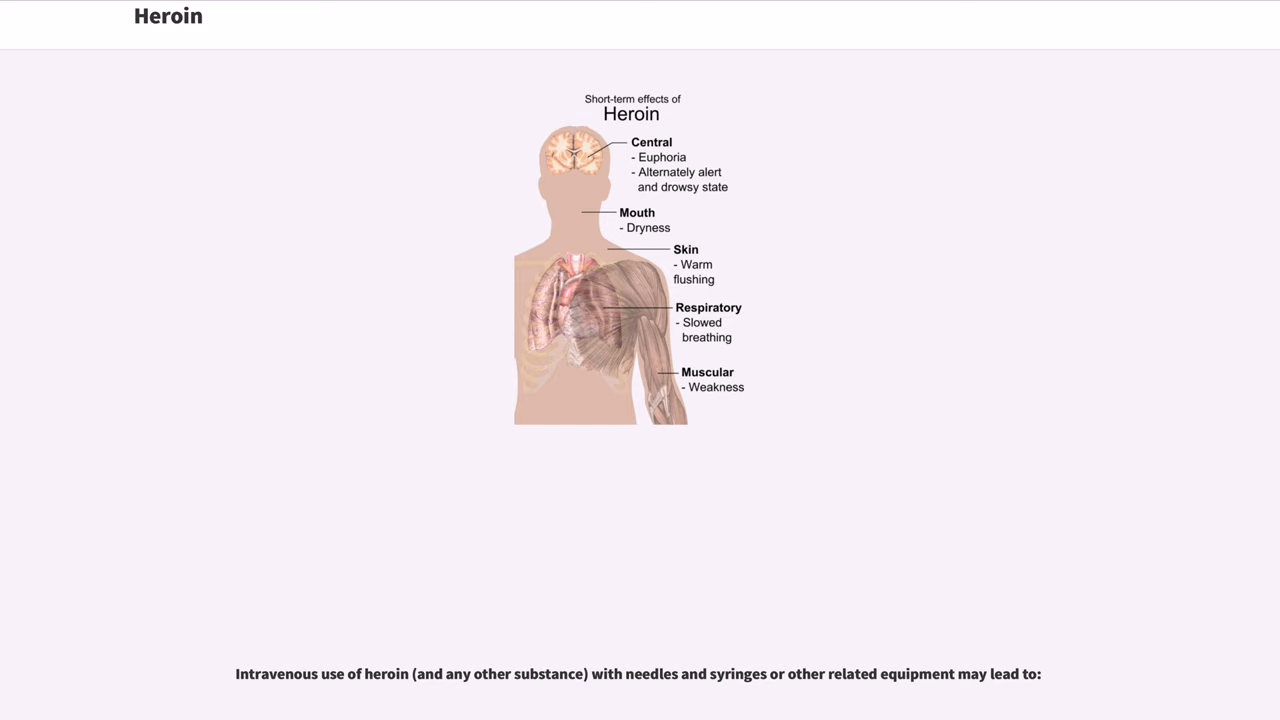 Heroin
Short-term effects of
Heroin
Central
- Euphoria
- Alternately alert
and drowsy state
Mouth
- Dryness
Skin
- Warm
flushing
Respiratory
- Slowed
breathing
Muscular
- Weakness
Intravenous use of heroin (and any other substance) with needles and syringes or other related equipment may lead to: